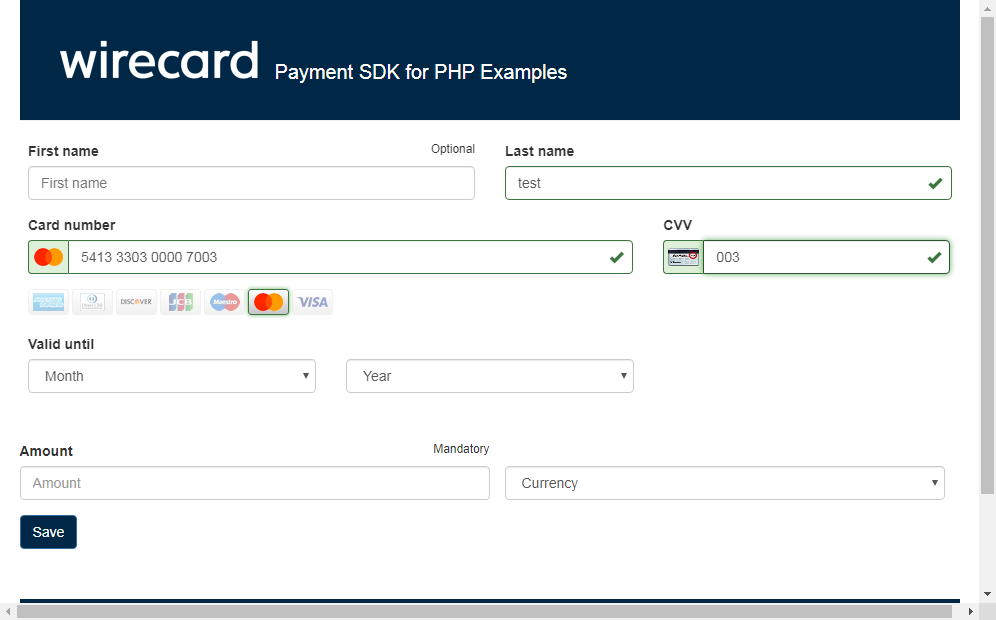 wirecard Payment SDK for PHP Examples
First name Optional Last name
First name test
Card number CVV
5413 3303 0000 7003 003
DISCOVER JCB Maestro VISA
Valid until
Month Year
Amount Mandatory
Amount Currency
Save